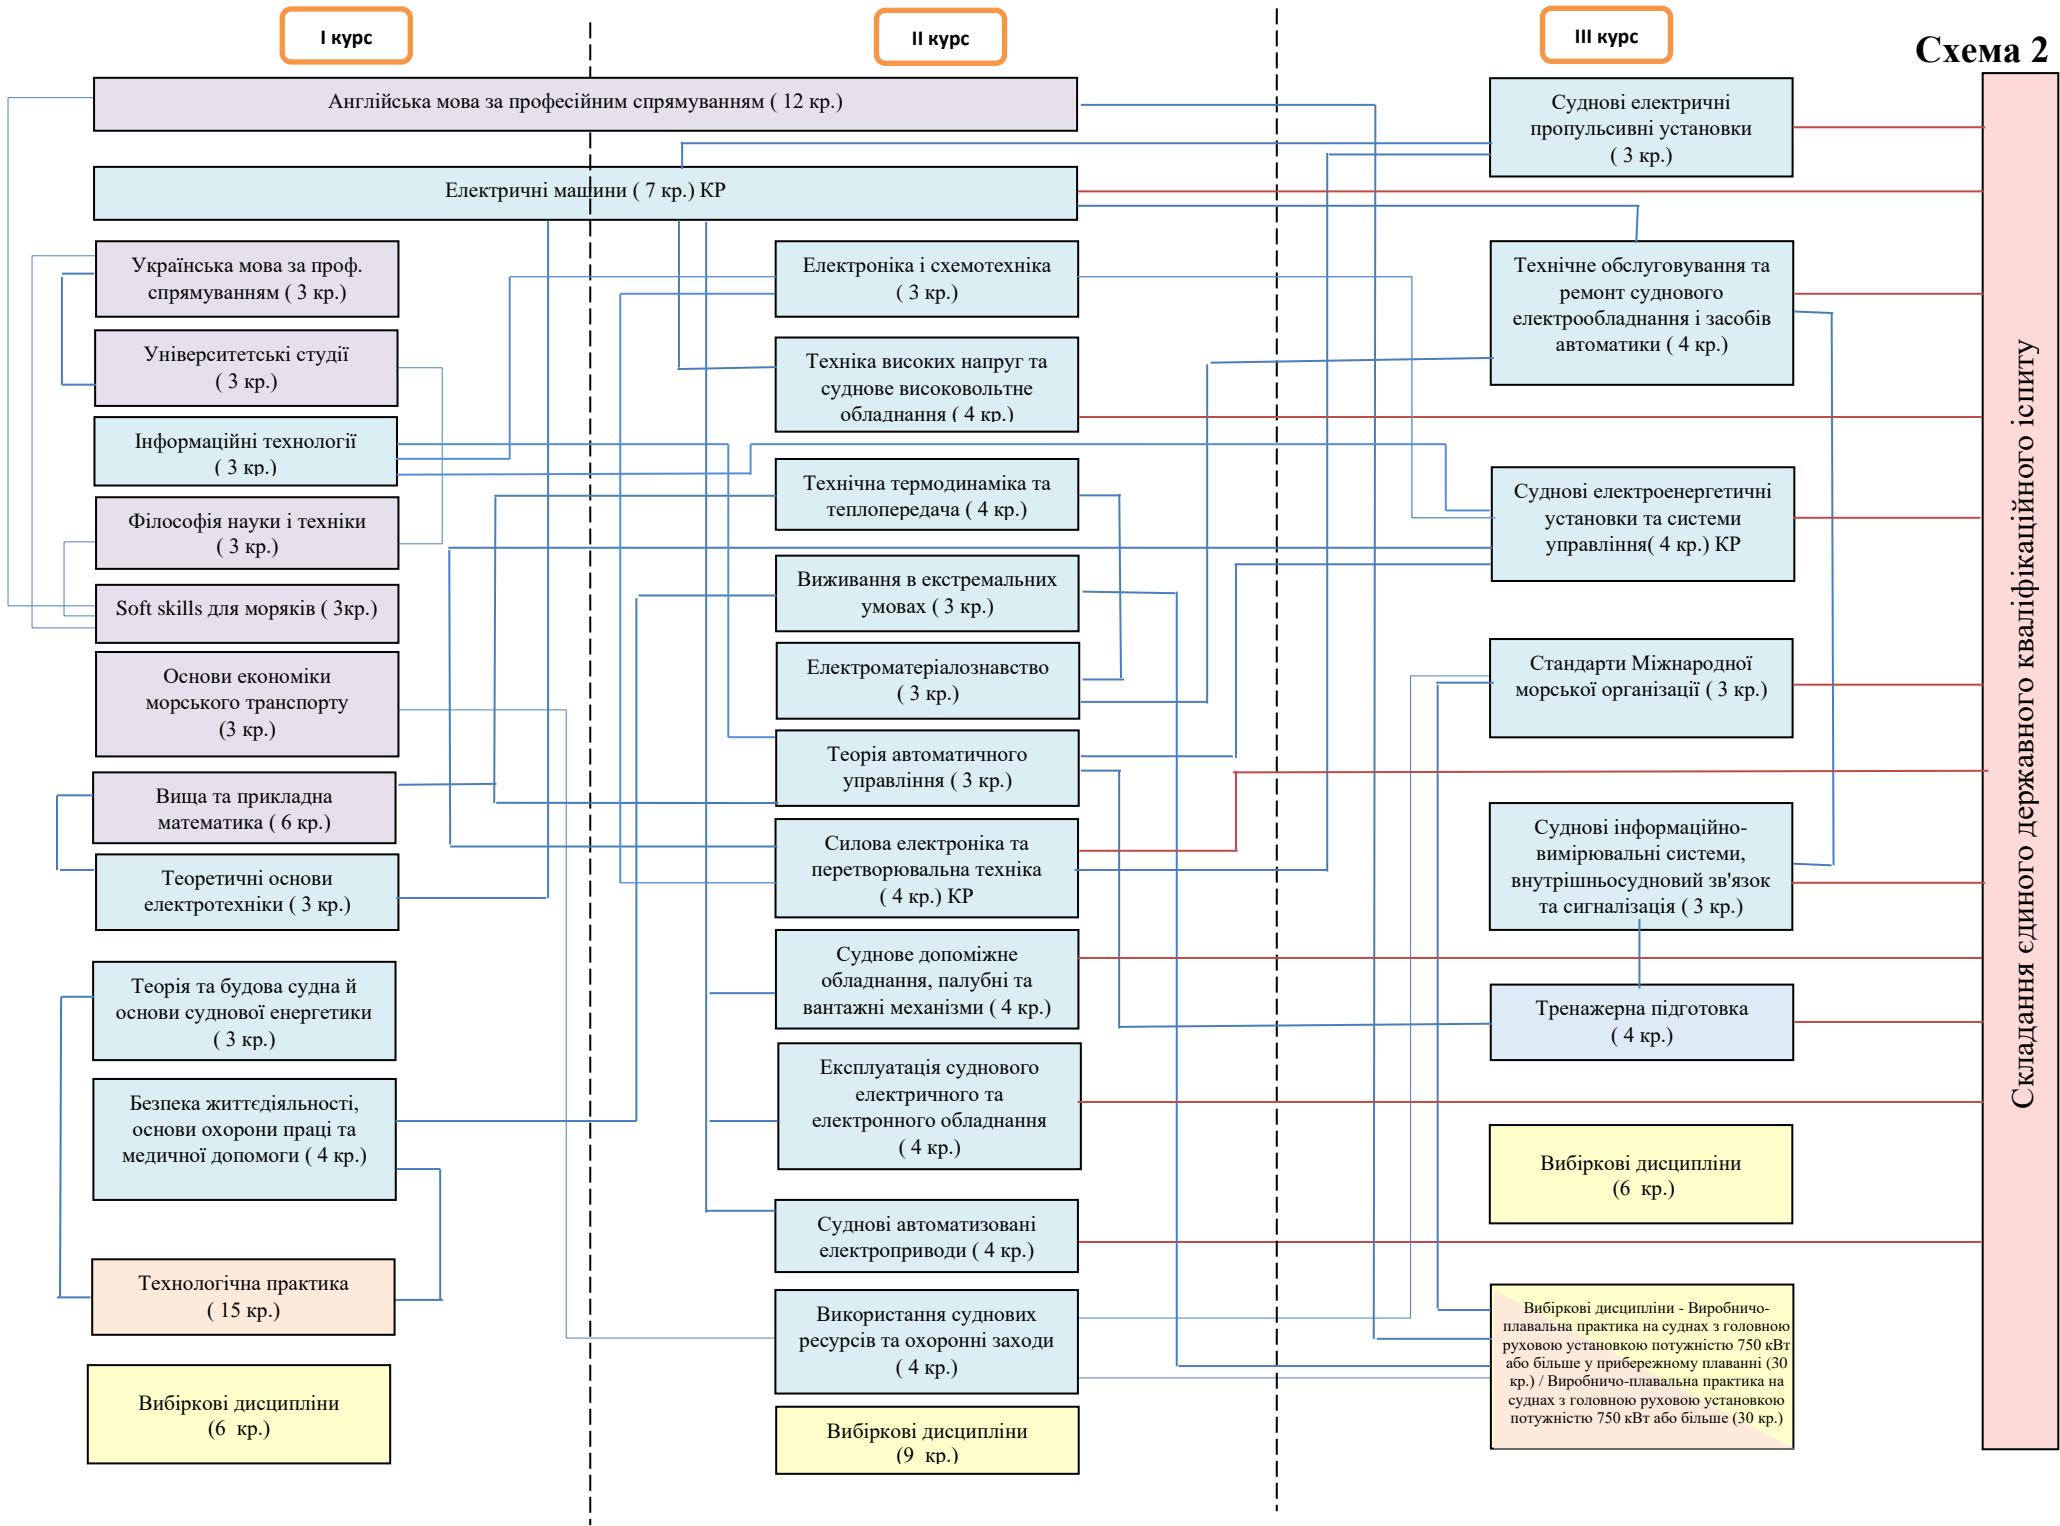 I курс
II курс
III курс
Схема 2
Англійська мова за професійним спрямуванням ( 12 кр.)
Електричні машини ( 7 кр.) КР
Українська мова за проф.
спрямуванням ( 3 кр.)
Університетські студії
( 3 кр.)
Інформаційні технології
( 3 кр.)
Філософія науки і техніки
( 3 кр.)
Soft skills для моряків ( 3кр.)
Основи економіки
морського транспорту
(3 кр.)
Вища та прикладна
математика ( 6 кр.)
Теоретичні основи
електротехніки ( 3 кр.)
Теорія та будова судна й
основи суднової енергетики
( 3 кр.)
Безпека життєдіяльності,
основи охорони праці та
медичної допомоги ( 4 кр.)
Технологічна практика
( 15 кр.)
Вибіркові дисципліни
(6 кр.)
Електроніка і схемотехніка
( 3 кр.)
Техніка високих напруг та
суднове високовольтне
обладнання ( 4 кр.)
Технічна термодинаміка та
теплопередача ( 4 кр.)
Виживання в екстремальних
умовах ( 3 кр.)
Електроматеріалознавство
( 3 кр.)
Теорія автоматичного
управління ( 3 кр.)
Силова електроніка та
перетворювальна техніка
( 4 кр.) КР
Суднове допоміжне
обладнання, палубні та
вантажні механізми ( 4 кр.)
Експлуатація суднового
електричного та
електронного обладнання
( 4 кр.)
Суднові автоматизовані
електроприводи ( 4 кр.)
Використання суднових
ресурсів та охоронні заходи
( 4 кр.)
Вибіркові дисципліни
(9 кр.)
Суднові електричні
пропульсивні установки
( 3 кр.)
Технічне обслуговування та
ремонт суднового
електрообладнання і засобів
автоматики ( 4 кр.)
Суднові електроенергетичні
установки та системи
управління( 4 кр.) КР
Стандарти Міжнародної
морської організації ( 3 кр.)
Суднові інформаційно-
вимірювальні системи,
внутрішньосудновий зв'язок
та сигналізація ( 3 кр.)
Тренажерна підготовка
( 4 кр.)
Вибіркові дисципліни
(6 кр.)
Вибіркові дисципліни - Виробничо-
плавальна практика на суднах з головною
руховою установкою потужністю 750 кВт
або більше у прибережному плаванні (30
кр.) / Виробничо-плавальна практика на
суднах з головною руховою установкою
потужністю 750 кВт або більше (30 кр.)
Складання єдиного державного кваліфікаційного іспиту